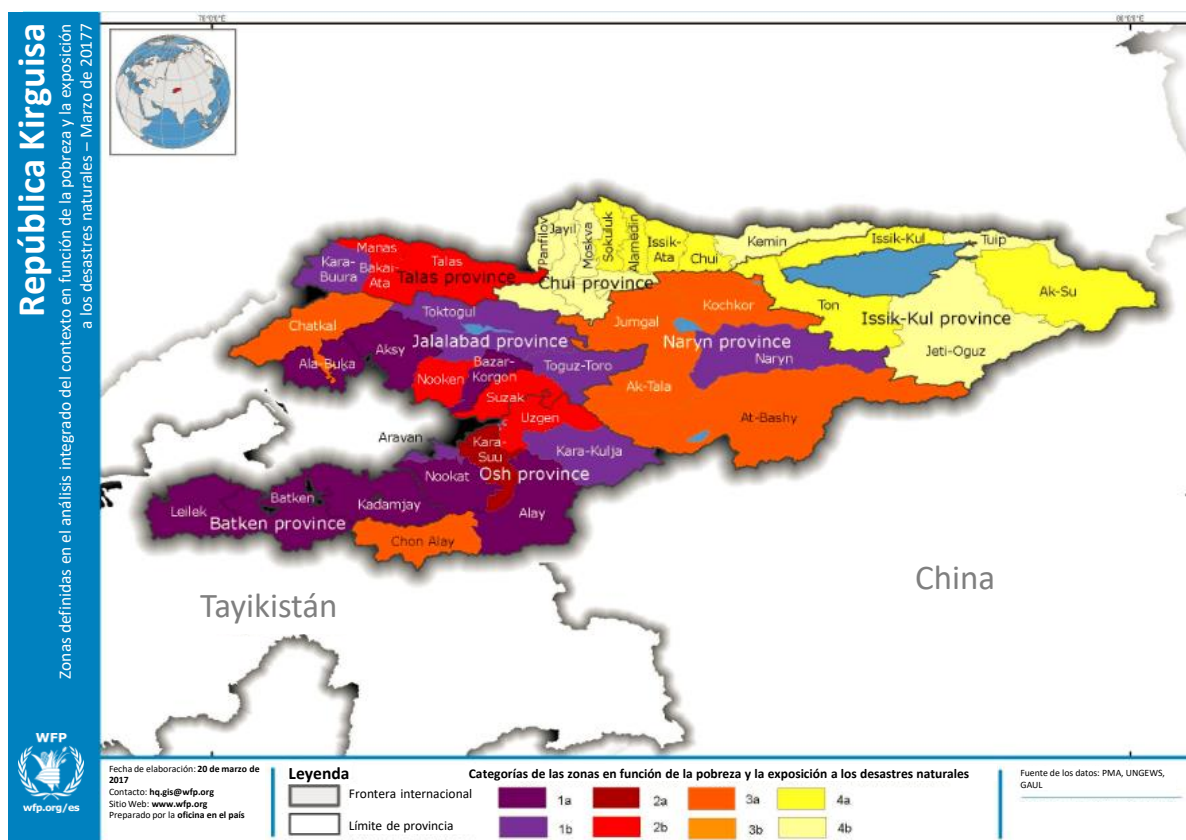 República Kirguisa
Zonas definidas en el análisis integrado del contexto en función de la pobreza y la exposición
a los desastres naturales – Marzo de 20177
WFP
wfp.org/es
Panfilov
Jayil
Moskva
Sokuluk
Alamedin
Issik-
Ata
Chui
Kemin
Issik-Kul
Tuip
Manas
Kara-
Buura
Bakai-
Ata
Talas
Talas province
Chui province
Ton
Ak-Su
Issik-Kul province
Jeti-Oguz
Chatkal
Toktogul
Kochkor
Jumgal
Ala-Buka
Aksy
Jalalabad province
Naryn province
Naryn
Bazar-
Korgon
Nooken
Toguz-Toro
Suzak
Ak-Tala
At-Bashy
Uzgen
Aravan
Kara-
Suu
Kara-Kulja
Nookat
Osh province
Leilek
Batken
Kadamjay
Alay
Batken province
Chon Alay
Tayikistán
China
Fecha de elaboración: 20 de marzo de
2017
Contacto: hq.gis@wfp.org
Sitio Web: www.wfp.org
Preparado por la oficina en el país
Leyenda
Frontera internacional
Límite de provincia
Categorías de las zonas en función de la pobreza y la exposición a los desastres naturales
1a
2a
3a
4a
1b
2b
3b
4b
Fuente de los datos: PMA, UNGEWS,
GAUL